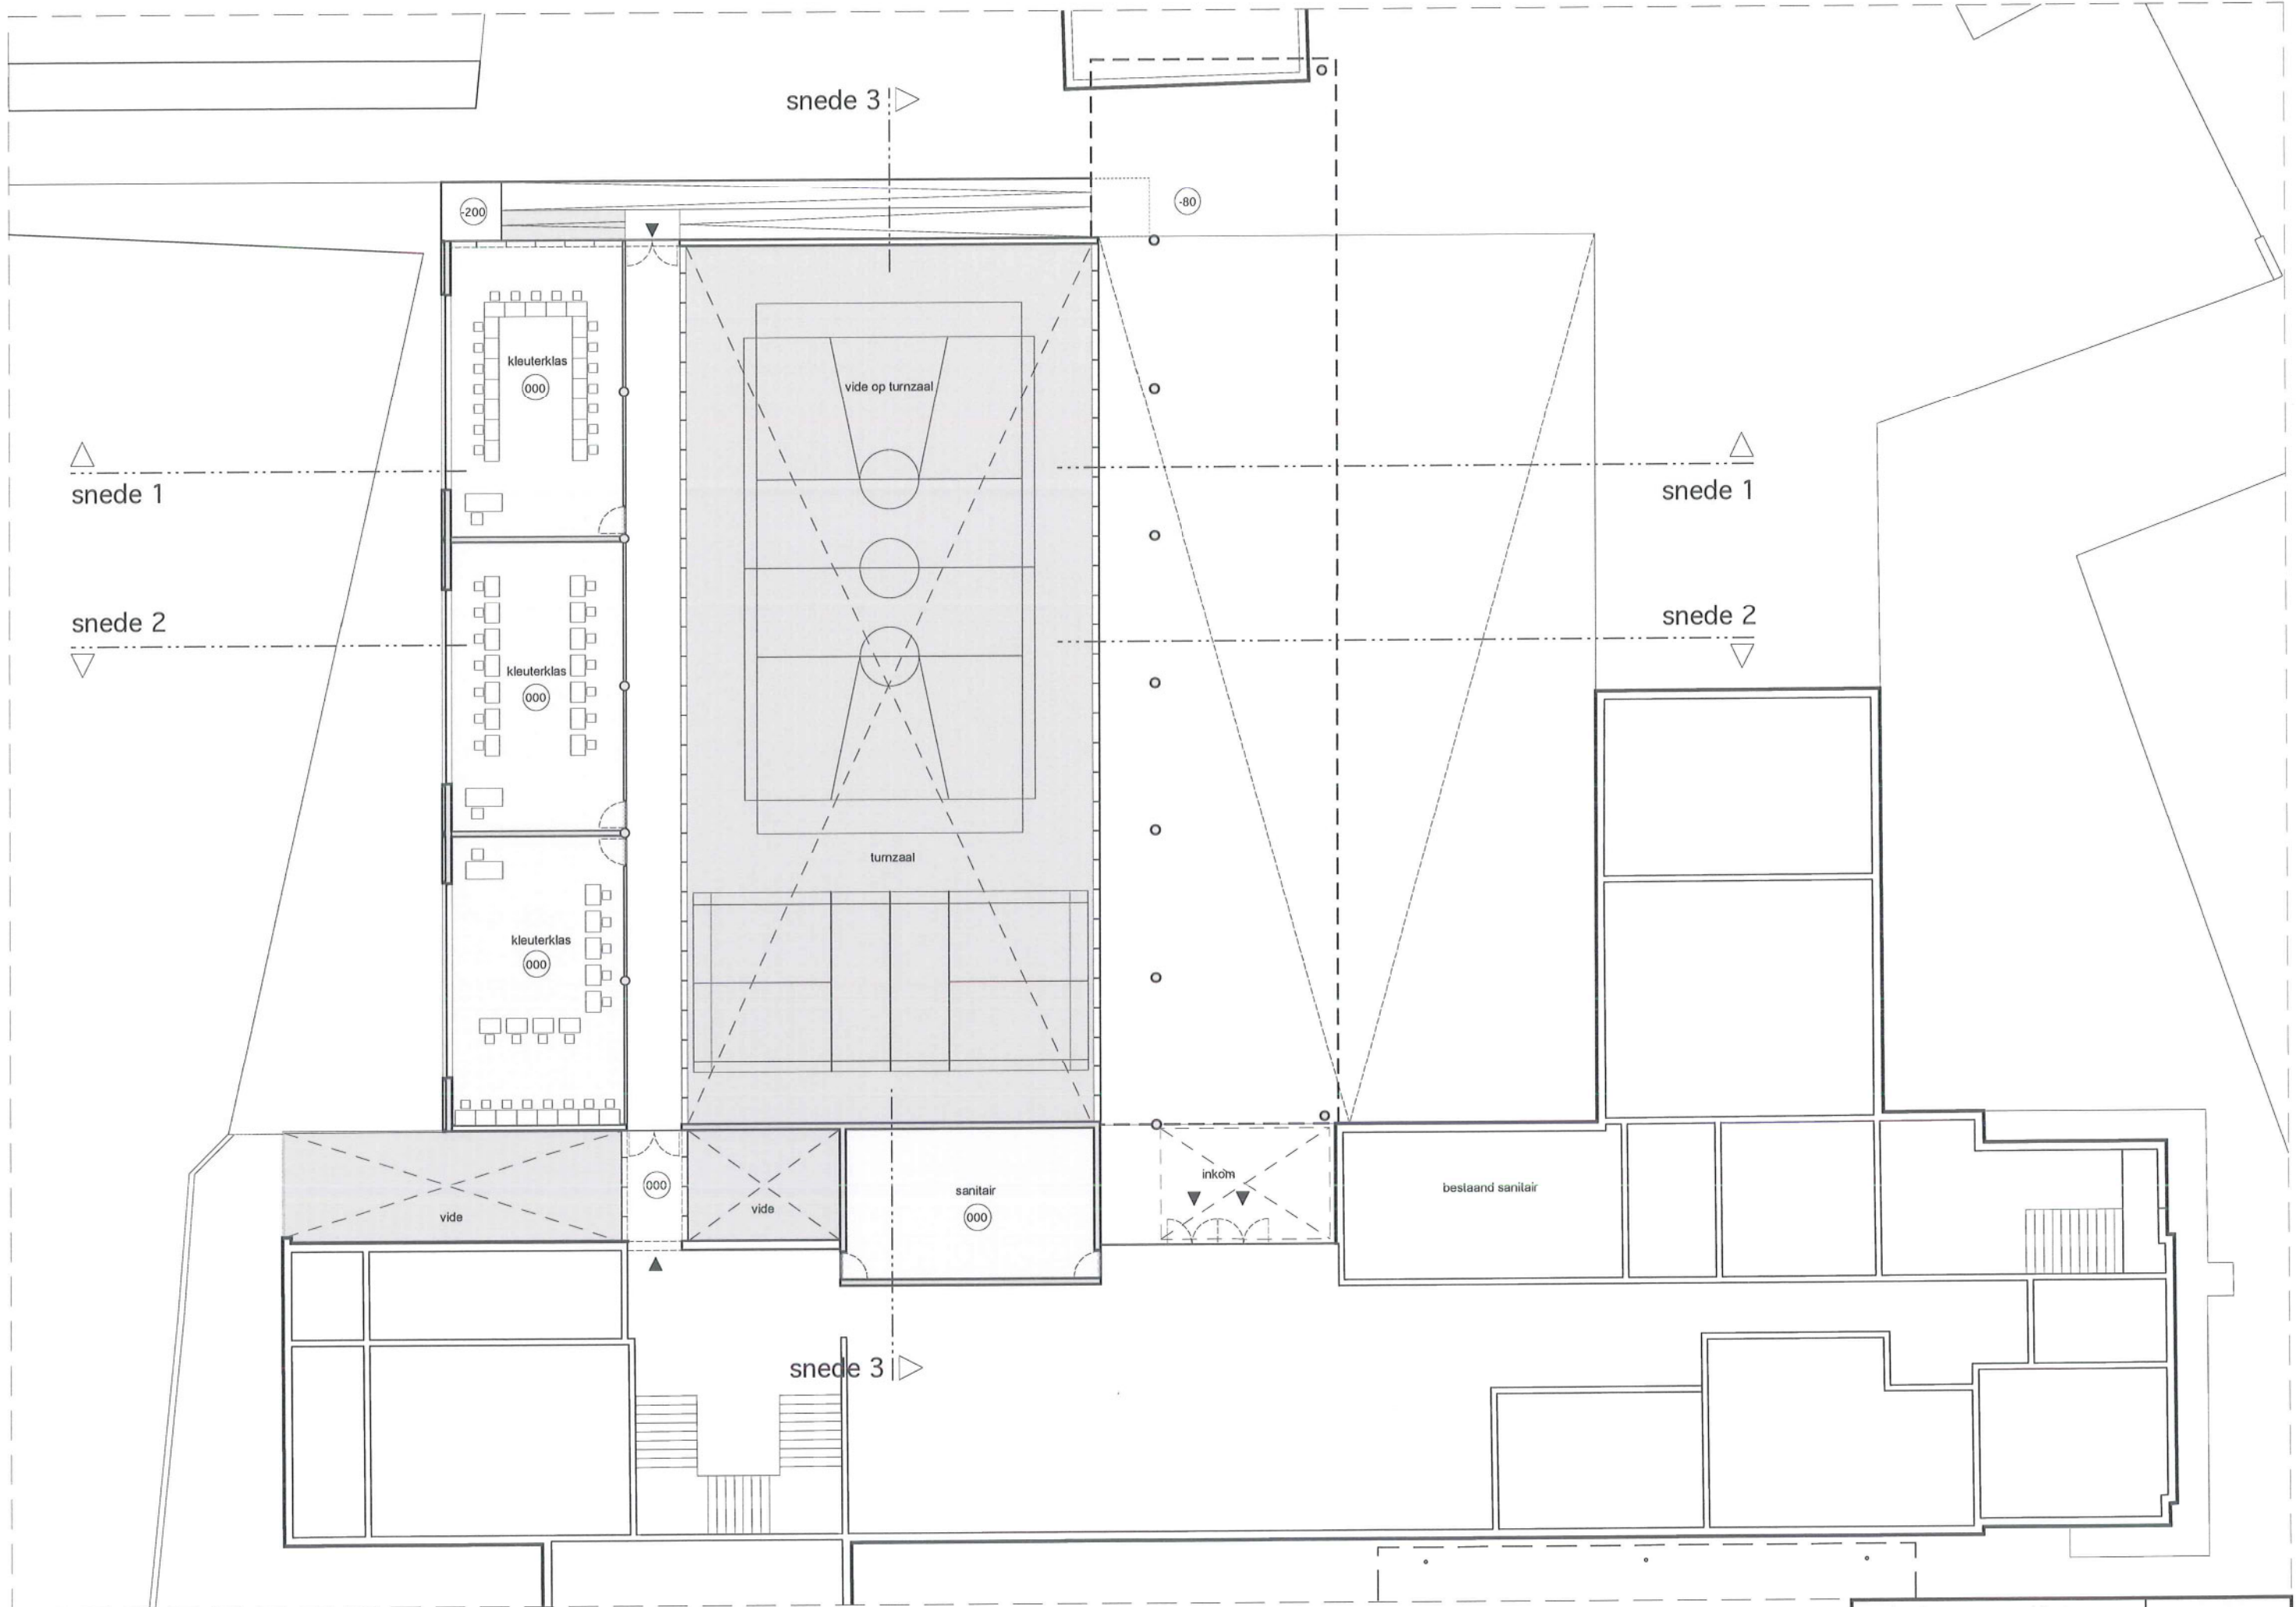 snede 3
-200
-80
kleuterklas
000
vide op turnzaal
snede 1
snede 1
snede 2
snede 2
kleuterklas
000
turnzaal
kleuterklas
000
inkom
000
vide
vide
sanitair
000
bestaand sanitair
snede 3